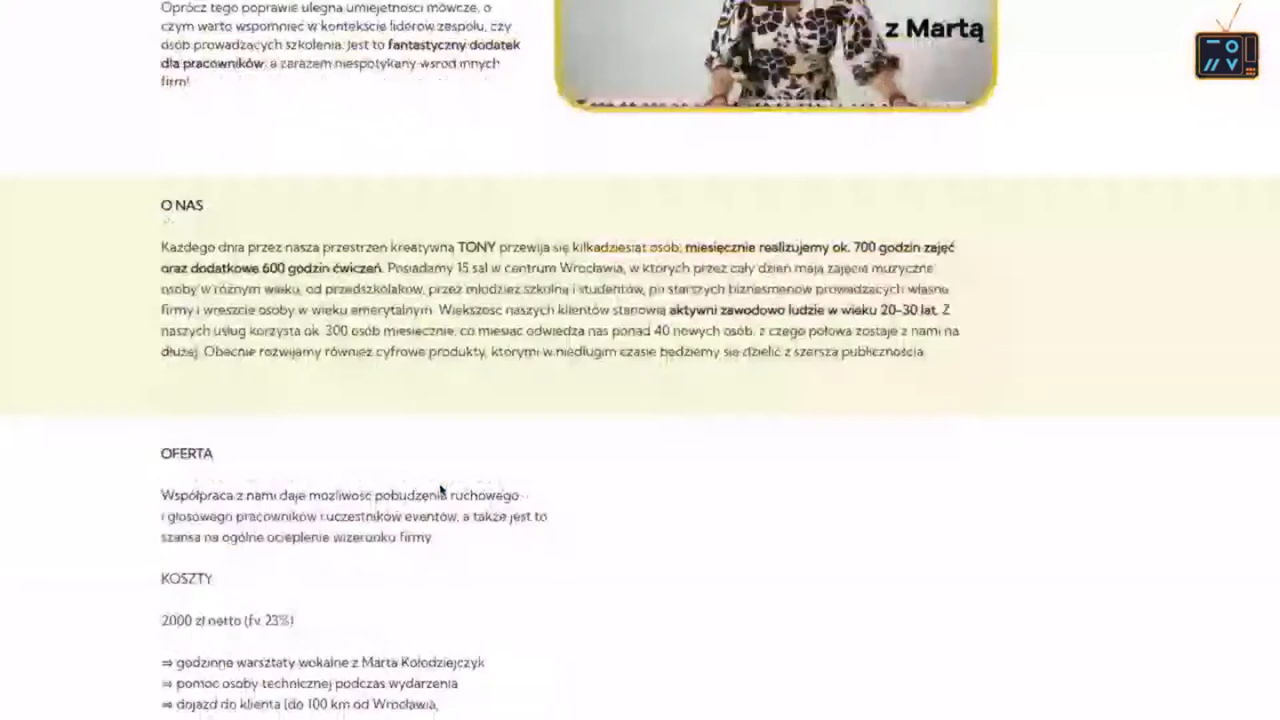 Oprócz tego poprawie ulegną umiejętności mówcze, o
czym warto wspomnieć w kontekście liderów zespołu, czy
osób prowadzących szkolenia. Jest to fantastyczny dodatek
dla pracowników, a zarazem niespotykany wśród innych
firm!
z Martą
O NAS
Każdego dnia przez naszą przestrzeń kreatywną TONY przewija się kilkadziesiąt osób, miesięcznie realizujemy ok. 700 godzin zajęć
oraz dodatkowe 600 godzin ćwiczeń. Posiadamy 15 sal w centrum Wrocławia, w których przez cały dzień mają zajęcia muzyczne
osoby w różnym wieku, od przedszkolaków, przez młodzież szkolną i studentów, po starszych biznesmenów prowadzących własne
firmy i wreszcie osoby w wieku emerytalnym. Większość naszych klientów stanowią aktywni zawodowo ludzie w wieku 20-30 lat. Z
naszych usług korzysta ok. 300 osób miesięcznie, co miesiąc odwiedza nas ponad 40 nowych osób, z czego połowa zostaje z nami na
dłużej. Obecnie rozwijamy również cyfrowe produkty, którymi w niedługim czasie będziemy się dzielić z szerszą publicznością.
OFERTA
Współpraca z nami daje możliwość pobudzenia ruchowego
i głosowego pracowników i uczestników eventów, a także jest to
szansa na ogólne ocieplenie wizerunku firmy.
KOSZTY
2000 zł netto (fv 23%)
⇒ godzinne warsztaty wokalne z Martą Kołodziejczyk
⇒ pomoc osoby technicznej podczas wydarzenia
⇒ dojazd do klienta (do 100 km od Wrocławia,